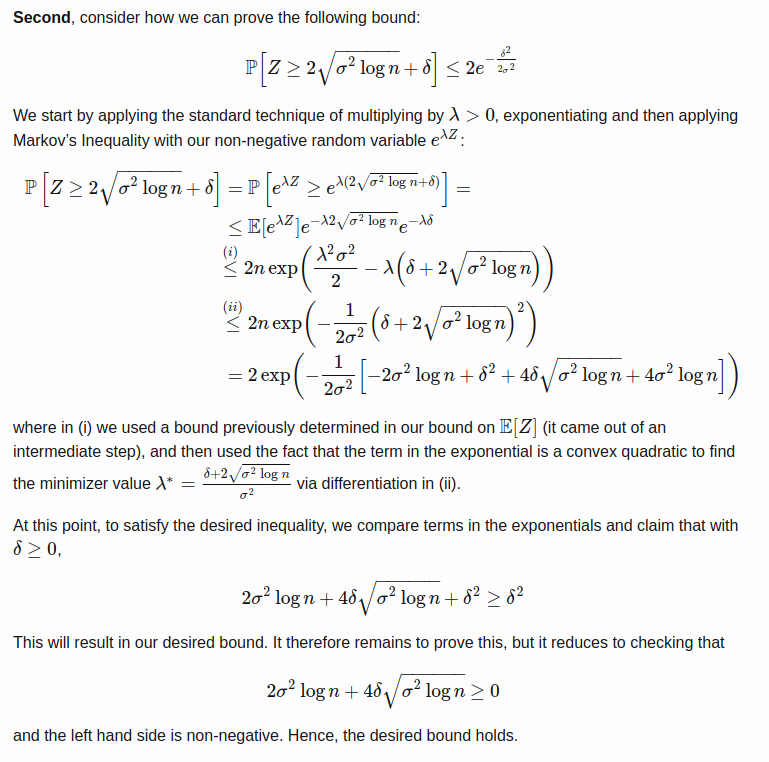 Second, consider how we can prove the following bound:
$$\mathbb{P}\left[Z \geq 2\sqrt{\sigma^2 \log n} + \delta\right] \leq 2e^{-\frac{\delta^2}{2\sigma^2}}$$
We start by applying the standard technique of multiplying by $\lambda > 0$, exponentiating and then applying
Markov's Inequality with our non-negative random variable $e^{\lambda Z}$:
$$\mathbb{P}\left[Z \geq 2\sqrt{\sigma^2 \log n} + \delta\right] = \mathbb{P}\left[e^{\lambda Z} \geq e^{\lambda(2\sqrt{\sigma^2 \log n}+\delta)}\right] =$$
$$\leq \mathbb{E}[e^{\lambda Z}]e^{-\lambda 2\sqrt{\sigma^2 \log n}}e^{-\lambda\delta}$$
$$\overset{(i)}{\leq} 2n \exp\left(\frac{\lambda^2\sigma^2}{2} - \lambda\left(\delta + 2\sqrt{\sigma^2 \log n}\right)\right)$$
$$\overset{(ii)}{\leq} 2n \exp\left(-\frac{1}{2\sigma^2}\left(\delta + 2\sqrt{\sigma^2 \log n}\right)^2\right)$$
$$= 2\exp\left(-\frac{1}{2\sigma^2}\left[-2\sigma^2 \log n + \delta^2 + 4\delta\sqrt{\sigma^2 \log n} + 4\sigma^2 \log n\right]\right)$$
where in (i) we used a bound previously determined in our bound on $\mathbb{E}[Z]$ (it came out of an
intermediate step), and then used the fact that the term in the exponential is a convex quadratic to find
the minimizer value $\lambda^* = \frac{\delta+2\sqrt{\sigma^2 \log n}}{\sigma^2}$ via differentiation in (ii).
At this point, to satisfy the desired inequality, we compare terms in the exponentials and claim that with
$\delta \geq 0$,
$$2\sigma^2 \log n + 4\delta\sqrt{\sigma^2 \log n} + \delta^2 \geq \delta^2$$
This will result in our desired bound. It therefore remains to prove this, but it reduces to checking that
$$2\sigma^2 \log n + 4\delta\sqrt{\sigma^2 \log n} \geq 0$$
and the left hand side is non-negative. Hence, the desired bound holds.